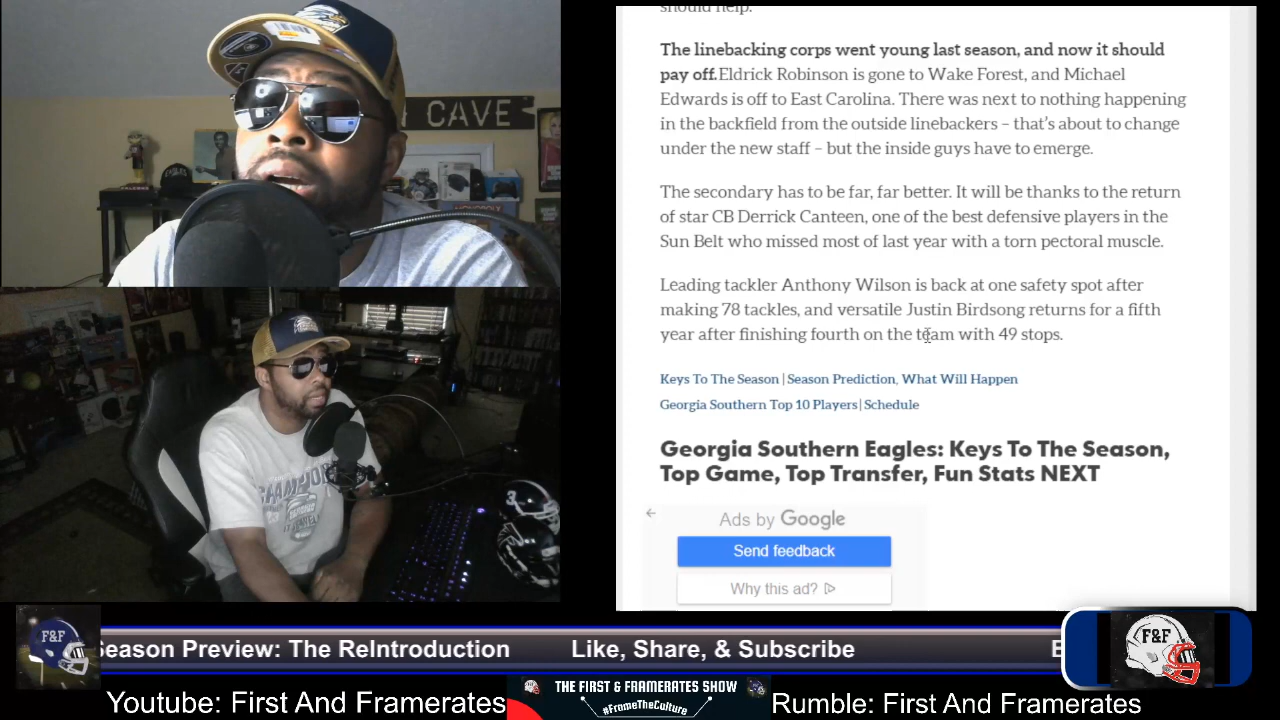 should help.
The linebacking corps went young last season, and now it should
pay off.Eldrick Robinson is gone to Wake Forest, and Michael
Edwards is off to East Carolina. There was next to nothing happening
in the backfield from the outside linebackers – that's about to change
under the new staff – but the inside guys have to emerge.
The secondary has to be far, far better. It will be thanks to the return
of star CB Derrick Canteen, one of the best defensive players in the
Sun Belt who missed most of last year with a torn pectoral muscle.
Leading tackler Anthony Wilson is back at one safety spot after
making 78 tackles, and versatile Justin Birdsong returns for a fifth
year after finishing fourth on the team with 49 stops.
Keys To The Season | Season Prediction, What Will Happen
Georgia Southern Top 10 Players| Schedule
Georgia Southern Eagles: Keys To The Season,
Top Game, Top Transfer, Fun Stats NEXT
Ads by Google
Send feedback
Why this ad?
CAVE
3
F&F
eason Preview: The ReIntroduction
Like, Share, & Subscribe
F&F
Youtube: First And Framerates
THE FIRST & FRAMERATES SHOW
#FrameTheCulture
Rumble: First And Framerates